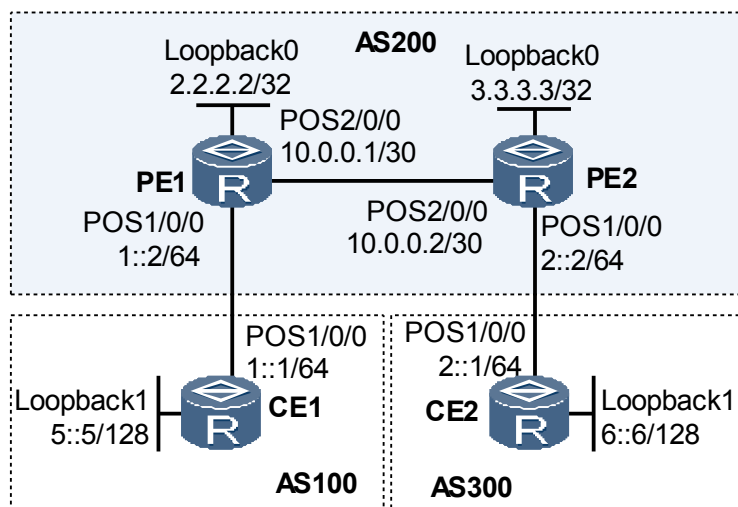 AS200
Loopback0
2.2.2.2/32
Loopback0
3.3.3.3/32
POS2/0/0
10.0.0.1/30
PE1
R
R
PE2
POS2/0/0
10.0.0.2/30
POS1/0/0
1::2/64
POS1/0/0
2::2/64
POS1/0/0
1::1/64
POS1/0/0
2::1/64
Loopback1
5::5/128
R
CE1
AS100
CE2
R
Loopback1
6::6/128
AS300